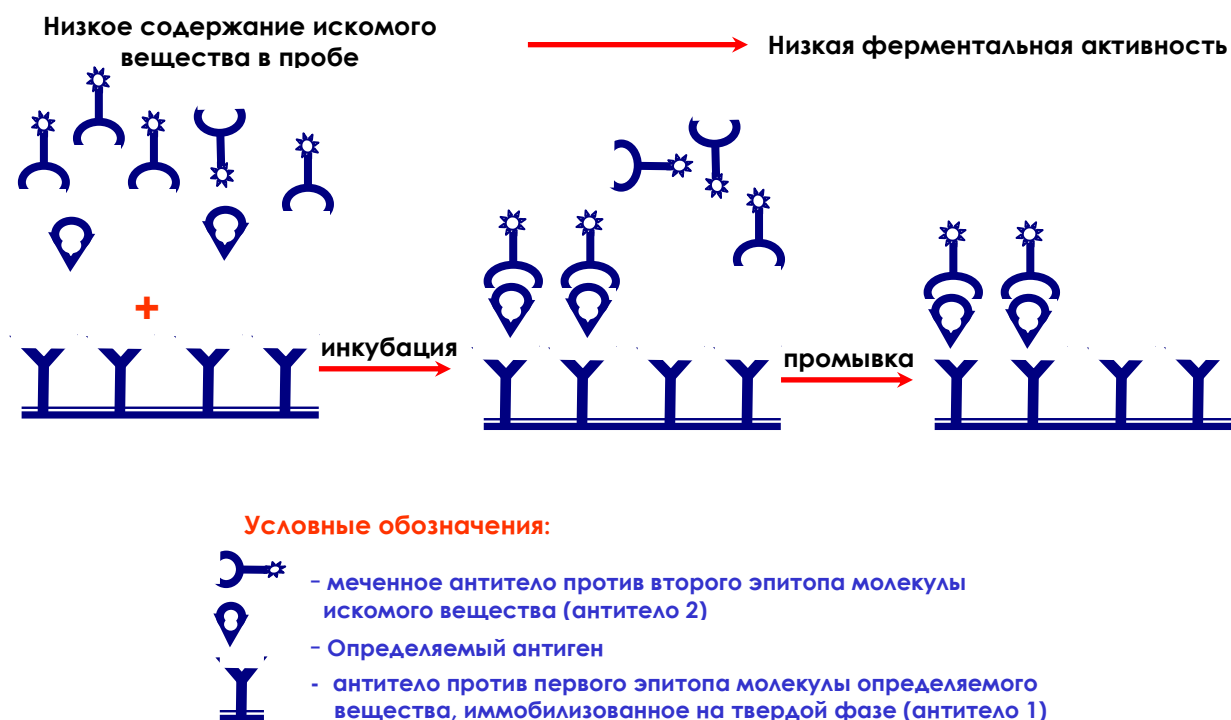 Низкое содержание искомого
вещества в пробе
Низкая ферментальная активность
+
инкубация
промывка
Условные обозначения:
– меченное антитело против второго эпитопа молекулы
искомого вещества (антитело 2)
– Определяемый антиген
- антитело против первого эпитопа молекулы определяемого
вещества, иммобилизованное на твердой фазе (антитело 1)